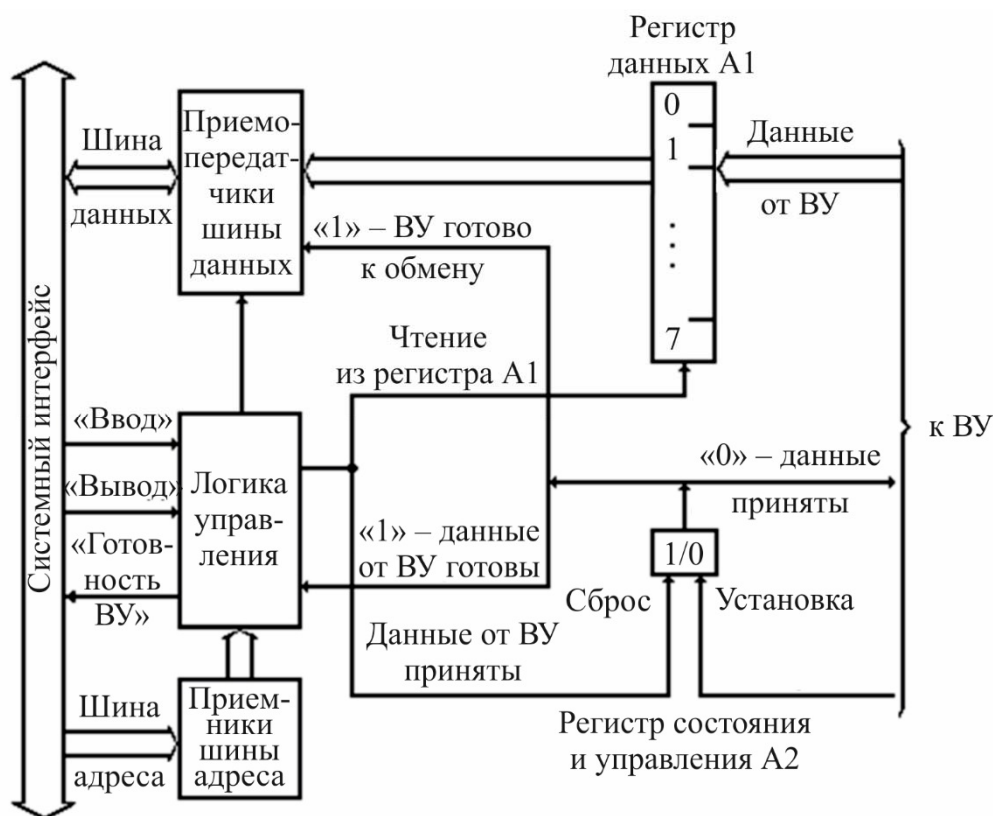 Регистр
данных А1
0
1
7
Данные
от ВУ
Шина
данных
Приемо-
передат-
чики
шины
данных
«1» – ВУ готово
к обмену
Чтение
из регистра А1
Системный интерфейс
«Ввод»
«Вывод»
«Готов-
ность
ВУ»
Логика
управ-
ления
«1» – данные
от ВУ готовы
«0» – данные
приняты
к ВУ
1/0
Сброс
Установка
Данные от ВУ
приняты
Шина
адреса
Прием-
ники
шины
адреса
Регистр состояния
и управления А2